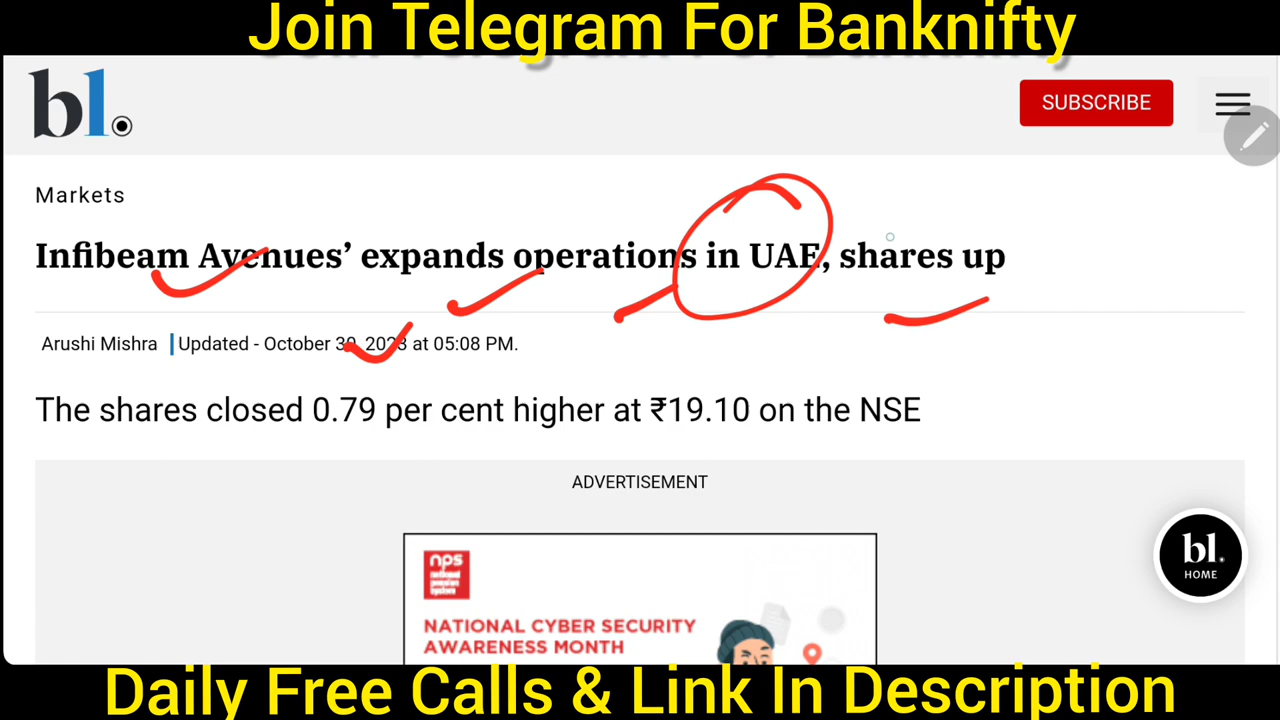 Join Telegram For Banknifty
bl.
SUBSCRIBE
Markets
Infibeam Avenues’ expands operations in UAE, shares up
Arushi Mishra | Updated - October 30, 2023 at 05:08 PM.
The shares closed 0.79 per cent higher at ₹19.10 on the NSE
ADVERTISEMENT
bl.
HOME
nps
NATIONAL CYBER SECURITY
AWARENESS MONTH
Daily Free Calls & Link In Description